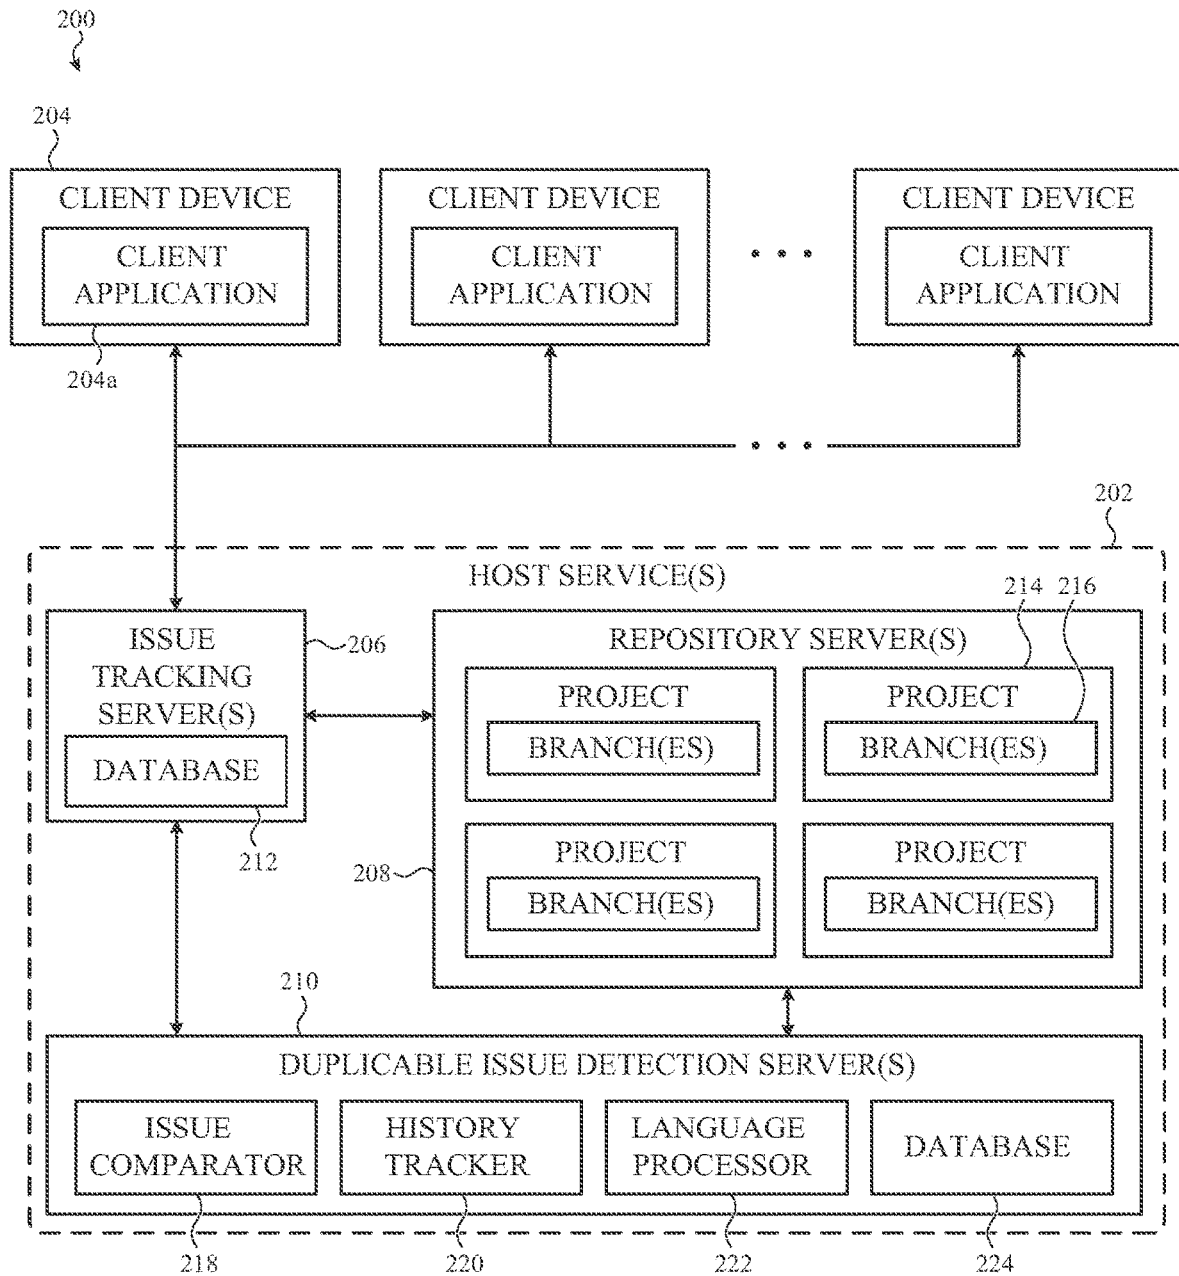 200
204
CLIENT DEVICE
CLIENT
APPLICATION
204a
CLIENT DEVICE
CLIENT
APPLICATION
CLIENT DEVICE
CLIENT
APPLICATION
202
HOST SERVICE(S)
ISSUE
TRACKING
SERVER(S)
DATABASE
206
212
214
216
REPOSITORY SERVER(S)
PROJECT
BRANCH(ES)
PROJECT
BRANCH(ES)
208
PROJECT
BRANCH(ES)
PROJECT
BRANCH(ES)
210
DUPLICABLE ISSUE DETECTION SERVER(S)
ISSUE
COMPARATOR
HISTORY
TRACKER
LANGUAGE
PROCESSOR
DATABASE
218
220
222
224